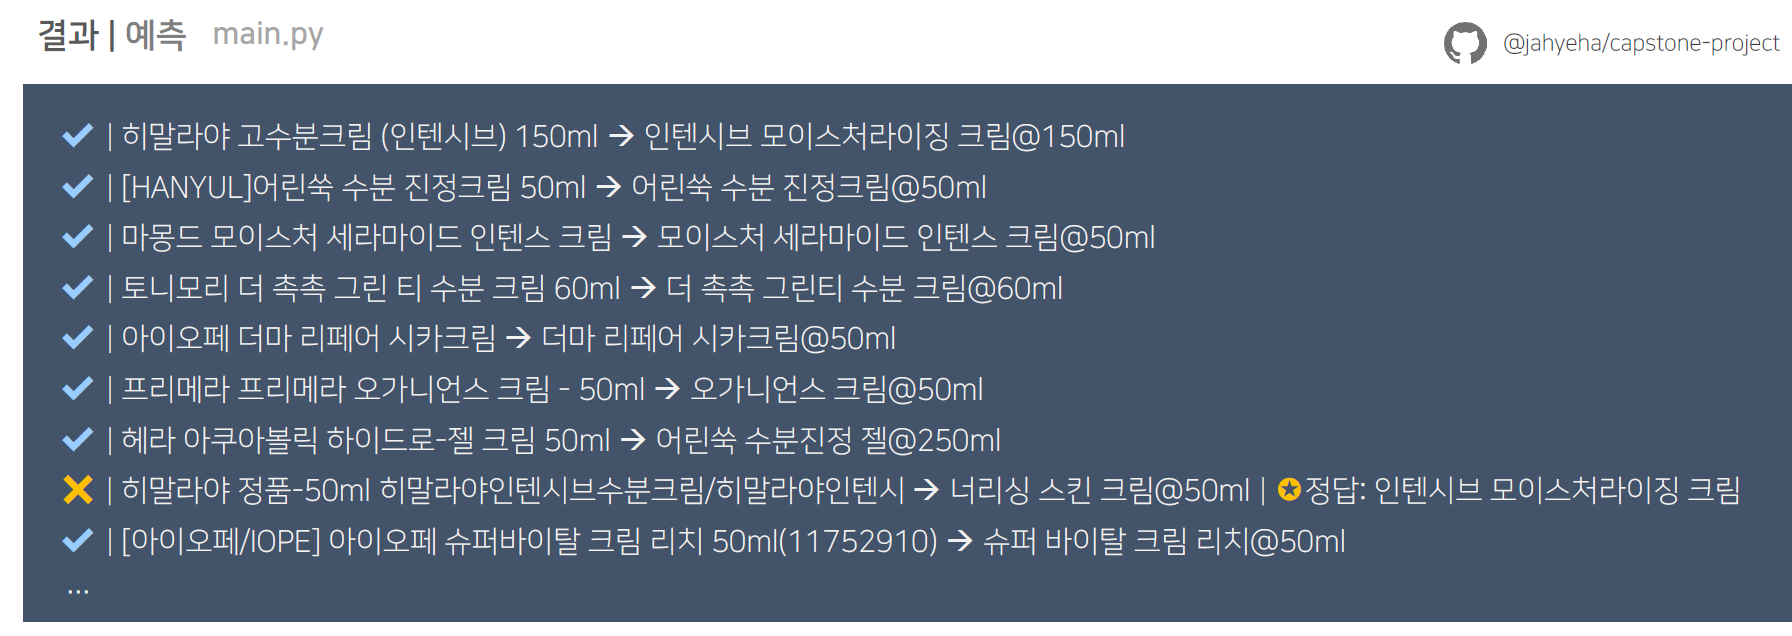 결과 | 예측 main.py
@jahyeha/capstone-project
✔ | 히말라야 고수분크림 (인텐시브) 150ml → 인텐시브 모이스처라이징 크림@150ml
✔ | [HANYUL]어린쑥 수분 진정크림 50ml → 어린쑥 수분 진정크림@50ml
✔ | 마몽드 모이스처 세라마이드 인텐스 크림 → 모이스처 세라마이드 인텐스 크림@50ml
✔ | 토니모리 더 촉촉 그린 티 수분 크림 60ml → 더 촉촉 그린티 수분 크림@60ml
✔ | 아이오페 더마 리페어 시카크림 → 더마 리페어 시카크림@50ml
✔ | 프리메라 프리메라 오가니언스 크림 - 50ml → 오가니언스 크림@50ml
✔ | 헤라 아쿠아볼릭 하이드로-젤 크림 50ml → 어린쑥 수분진정 젤@250ml
✖ | 히말라야 정품-50ml 히말라야인텐시브수분크림/히말라야인텐시 → 너리싱 스킨 크림@50ml | ✪정답: 인텐시브 모이스처라이징 크림
✔ | [아이오페/IOPE] 아이오페 슈퍼바이탈 크림 리치 50ml(11752910) → 슈퍼 바이탈 크림 리치@50ml
...